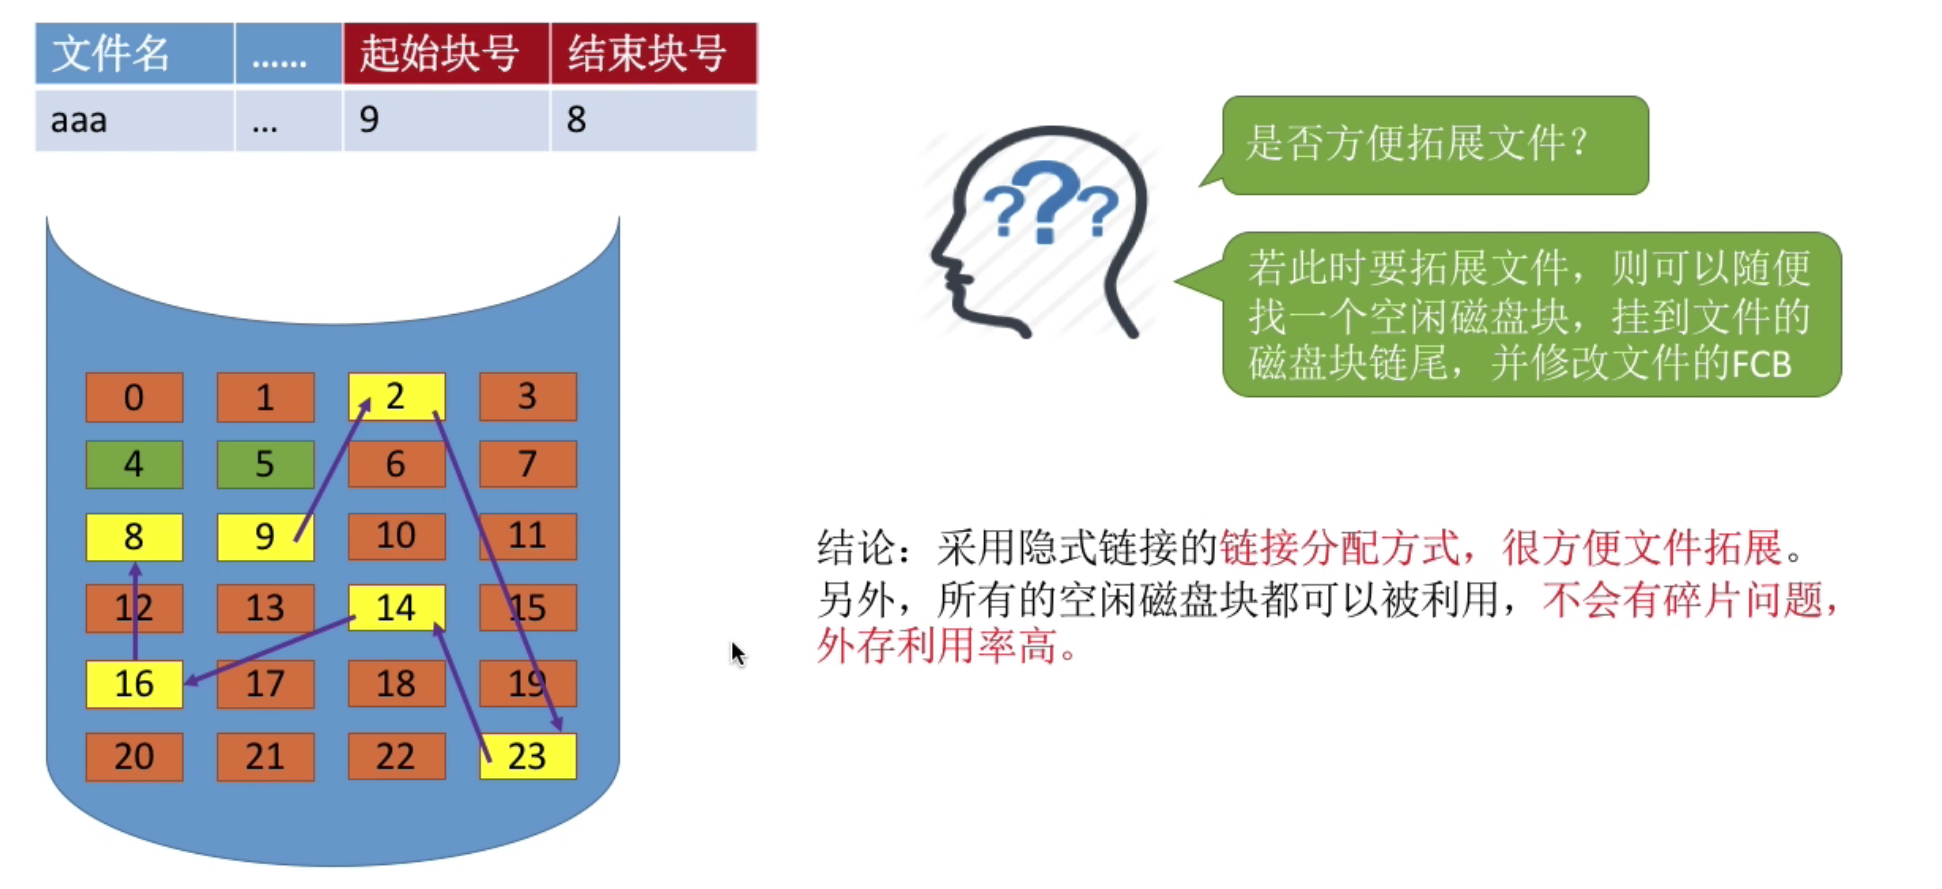 文件名 …… 起始块号 结束块号
aaa … 9 8
是否方便拓展文件？
若此时要拓展文件，则可以随便
找一个空闲磁盘块，挂到文件的
磁盘块链尾，并修改文件的FCB
0 1 2 3
4 5 6 7
8 9 10 11
12 13 14 15
16 17 18 19
20 21 22 23
结论：采用隐式链接的链接分配方式，很方便文件拓展。
另外，所有的空闲磁盘块都可以被利用，不会有碎片问题，
外存利用率高。